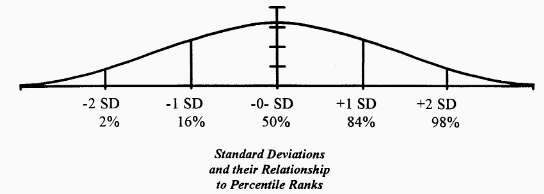 -2 SD -1 SD -0- SD +1 SD +2 SD
2% 16% 50% 84% 98%
Standard Deviations
and their Relationship
to Percentile Ranks